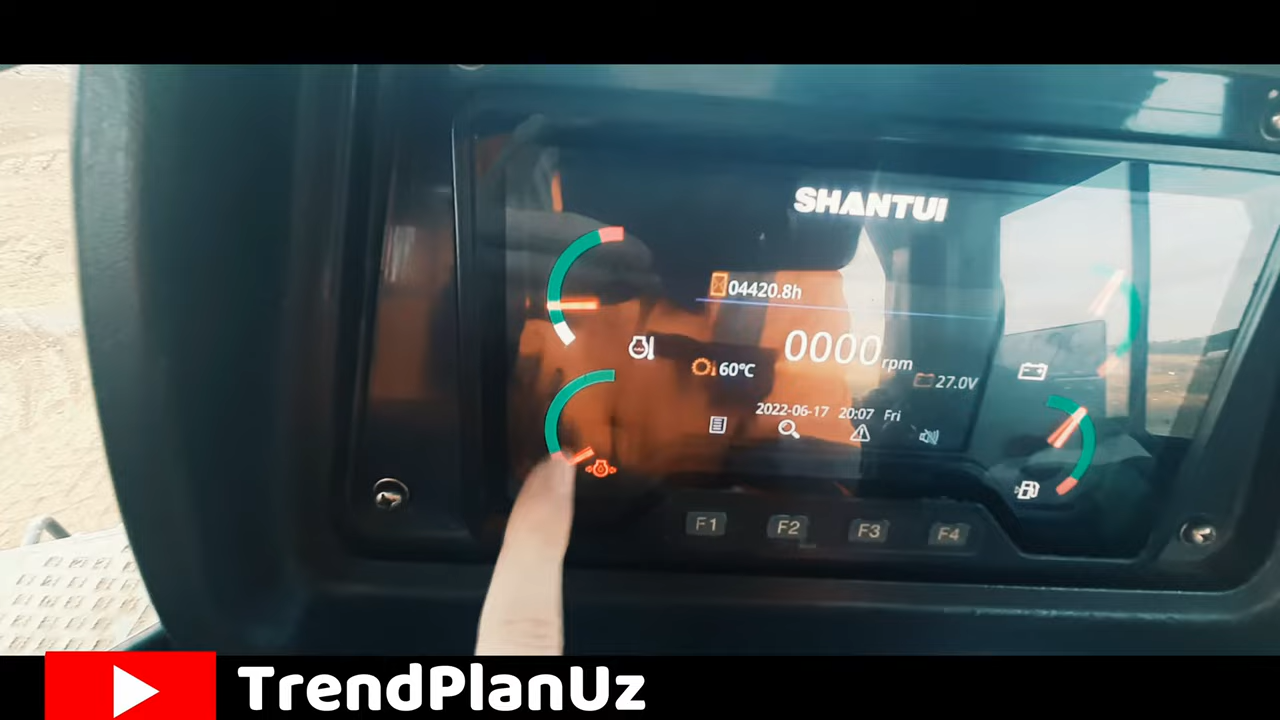 SHANTUI
04420.8h
0000 rpm
60°C
27.0V
2022-06-17 20:07 Fri
F1 F2 F3 F4
TrendPlanUz